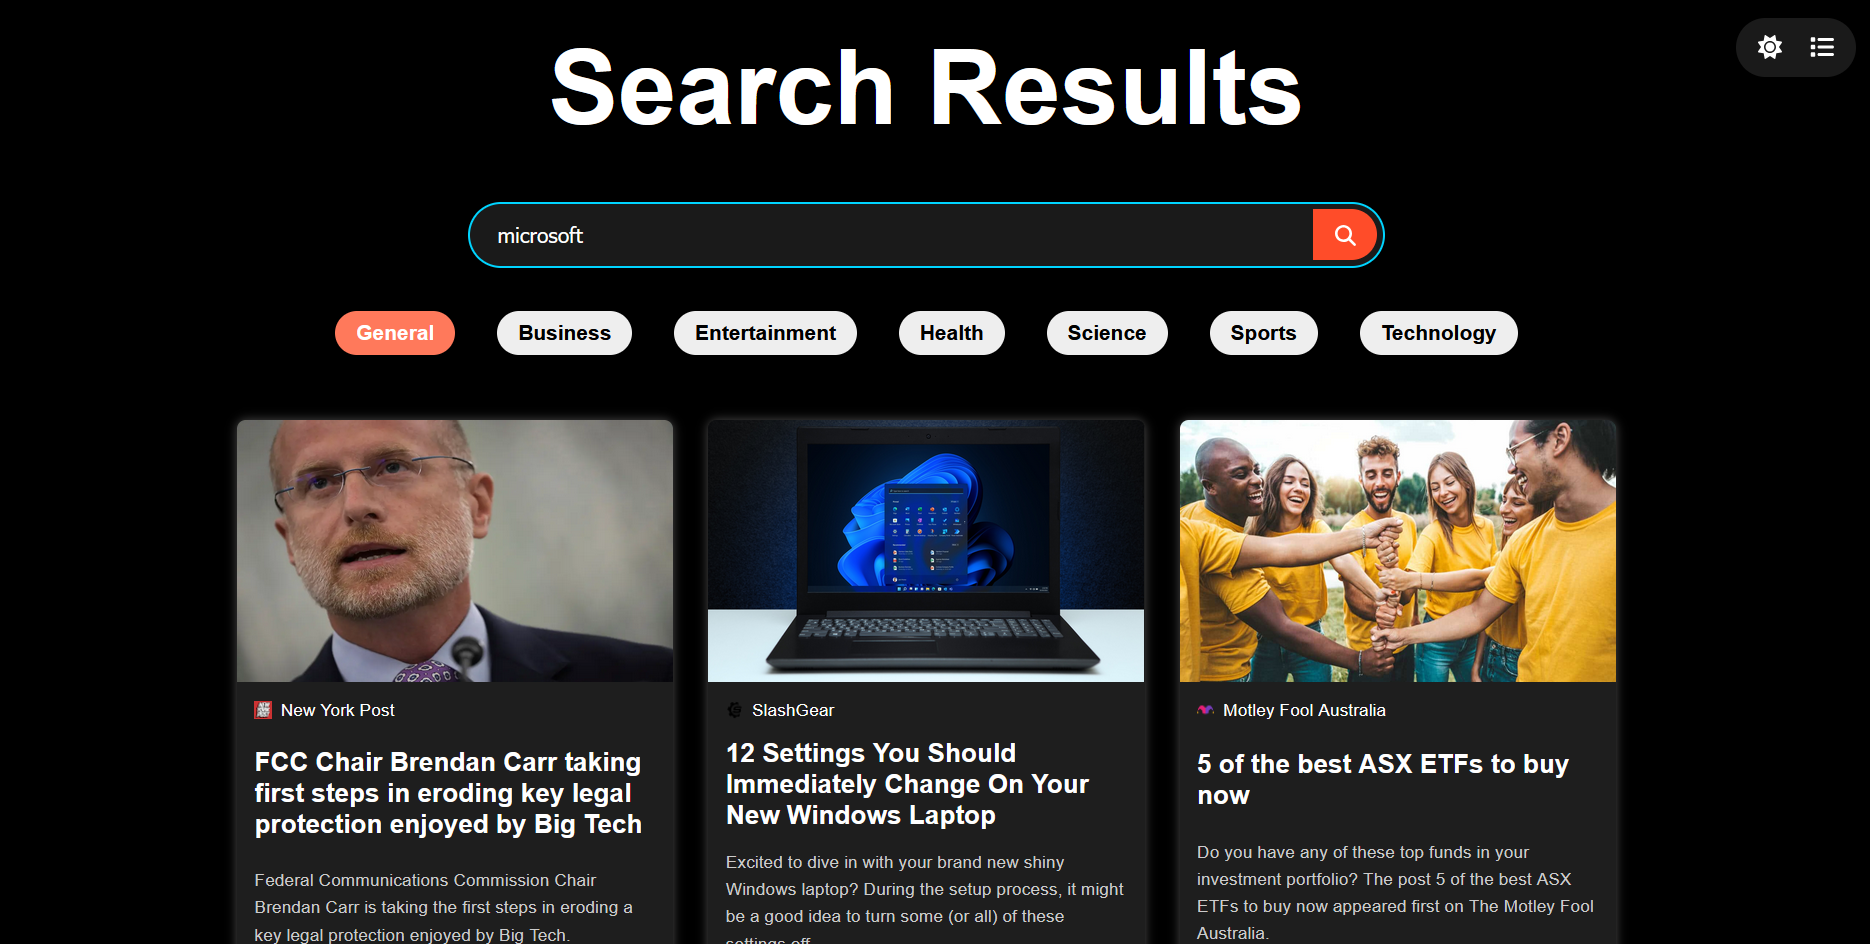 Search Results
microsoft
General
Business
Entertainment
Health
Science
Sports
Technology
New York Post
FCC Chair Brendan Carr taking
first steps in eroding key legal
protection enjoyed by Big Tech
Federal Communications Commission Chair
Brendan Carr is taking the first steps in eroding a
key legal protection enjoyed by Big Tech.
SlashGear
12 Settings You Should
Immediately Change On Your
New Windows Laptop
Excited to dive in with your brand new shiny
Windows laptop? During the setup process, it might
be a good idea to turn some (or all) of these
settings off
Motley Fool Australia
5 of the best ASX ETFs to buy
now
Do you have any of these top funds in your
investment portfolio? The post 5 of the best ASX
ETFs to buy now appeared first on The Motley Fool
Australia.